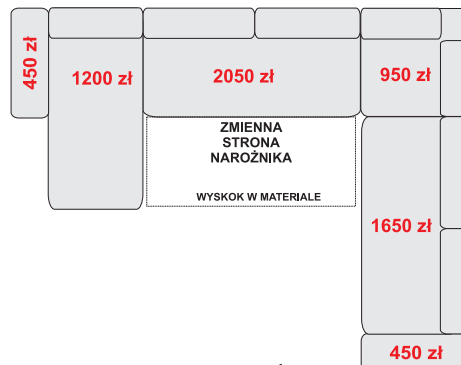 450 zł
1200 zł
2050 zł
950 zł
ZMIENNA
STRONA
NAROŻNIKA
WYSKOK W MATERIALE
1650 zł
450 zł